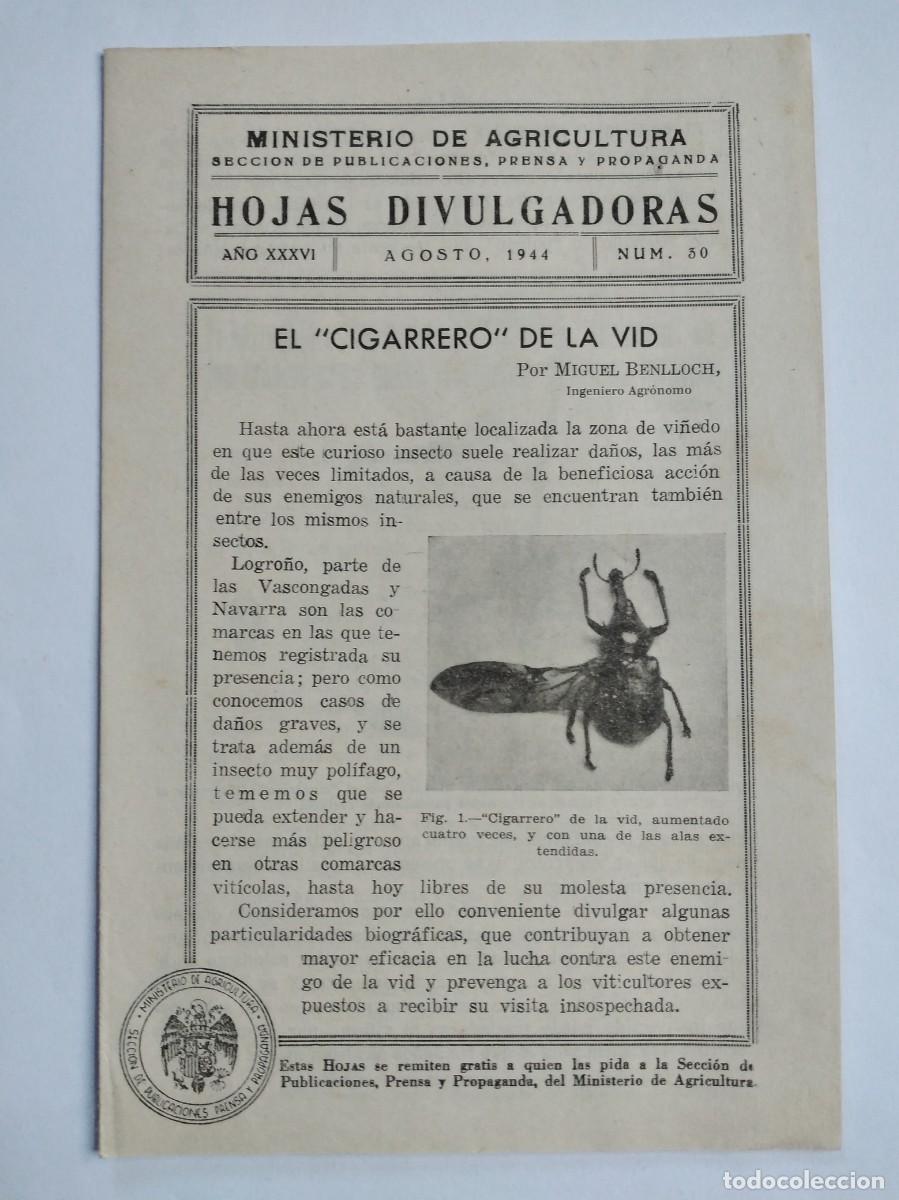 MINISTERIO DE AGRICULTURA
SECCION DE PUBLICACIONES, PRENSA Y PROPAGANDA
HOJAS DIVULGADORAS
AÑO XXXVI
AGOSTO, 1944
NUM. 30
EL "CIGARRERO" DE LA VID
Por MIGUEL BENLLOCH,
Ingeniero Agrónomo
Hasta ahora está bastante localizada la zona de viñedo
en que este curioso insecto suele realizar daños, las más
de las veces limitados, a causa de la beneficiosa acción
de sus enemigos naturales, que se encuentran también
entre los mismos in-
sectos.
Logroño, parte de
las Vascongadas y
Navarra son las co-
marcas en las que te-
nemos registrada su
presencia; pero como
conocemos casos de
daños graves, y se
trata además de un
insecto muy polífago,
tememos que se
pueda extender y ha-
cerse más peligroso
en otras comarcas
vitícolas, hasta hoy libres de su molesta presencia.
Fig. 1.—"Cigarrero" de la vid, aumentado
cuatro veces, y con una de las alas ex-
tendidas.
Consideramos por ello conveniente divulgar algunas
particularidades biográficas, que contribuyan a obtener
mayor eficacia en la lucha contra este enemi-
go de la vid y prevenga a los viticultores ex-
puestos a recibir su visita insospechada.
· MINISTERIO DE AGRICULTURA ·
SECCION DE PUBLICACIONES PRENSA Y PROPAGANDA
Estas HOJAS se remiten gratis a quien las pida a la Sección de
Publicaciones, Prensa y Propaganda, del Ministerio de Agricultura.
todocoleccion